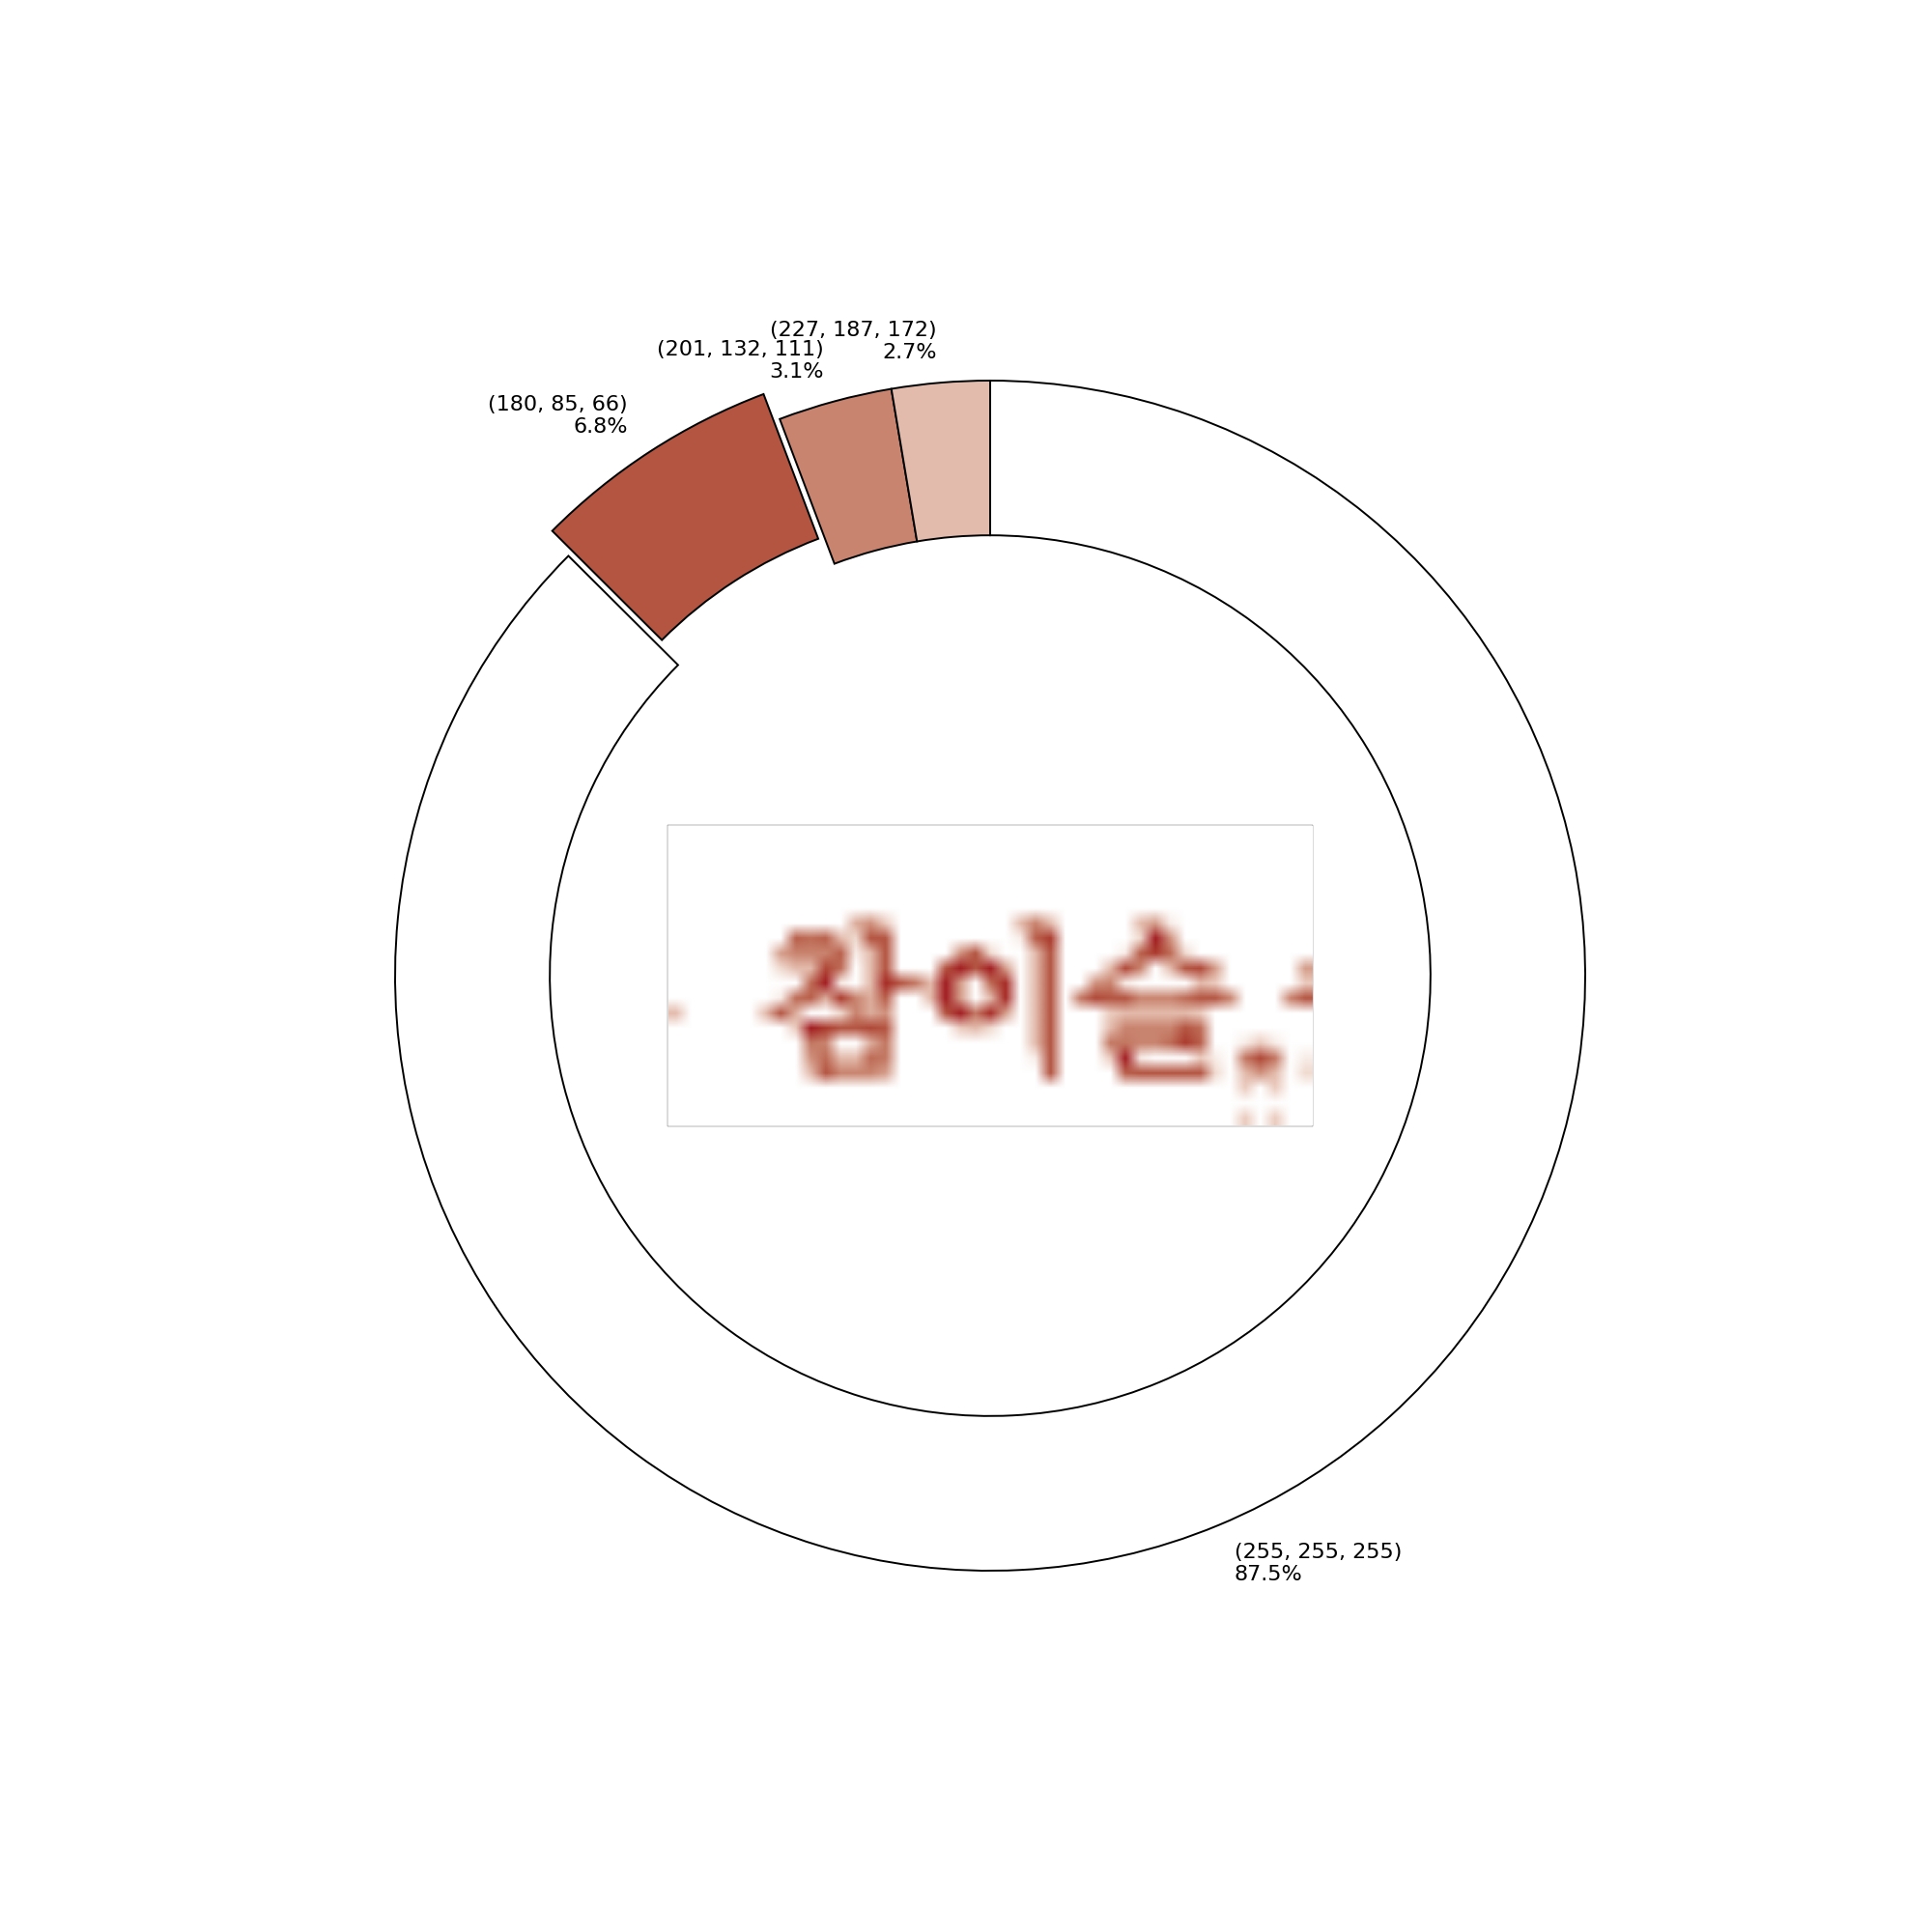 (227, 187, 172)
2.7%
(201, 132, 111)
3.1%
(180, 85, 66)
6.8%
참이슬
(255, 255, 255)
87.5%